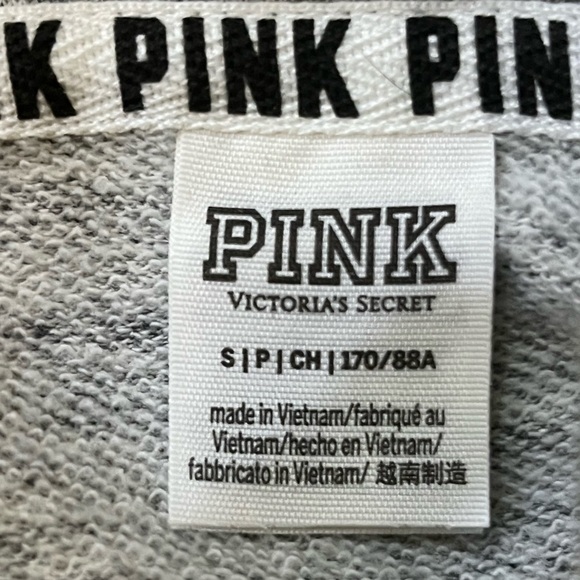 K PINK PIN
PINK
VICTORIA'S SECRET
S|P|CH|170/88A
made in Vietnam/fabriqué au
Vietnam/hecho en Vietnam/
fabbricato in Vietnam/ 越南制造